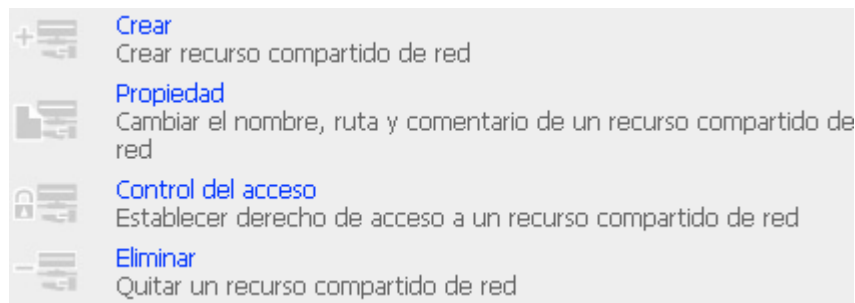 Crear
Crear recurso compartido de red
Propiedad
Cambiar el nombre, ruta y comentario de un recurso compartido de
red
Control del acceso
Establecer derecho de acceso a un recurso compartido de red
Eliminar
Quitar un recurso compartido de red